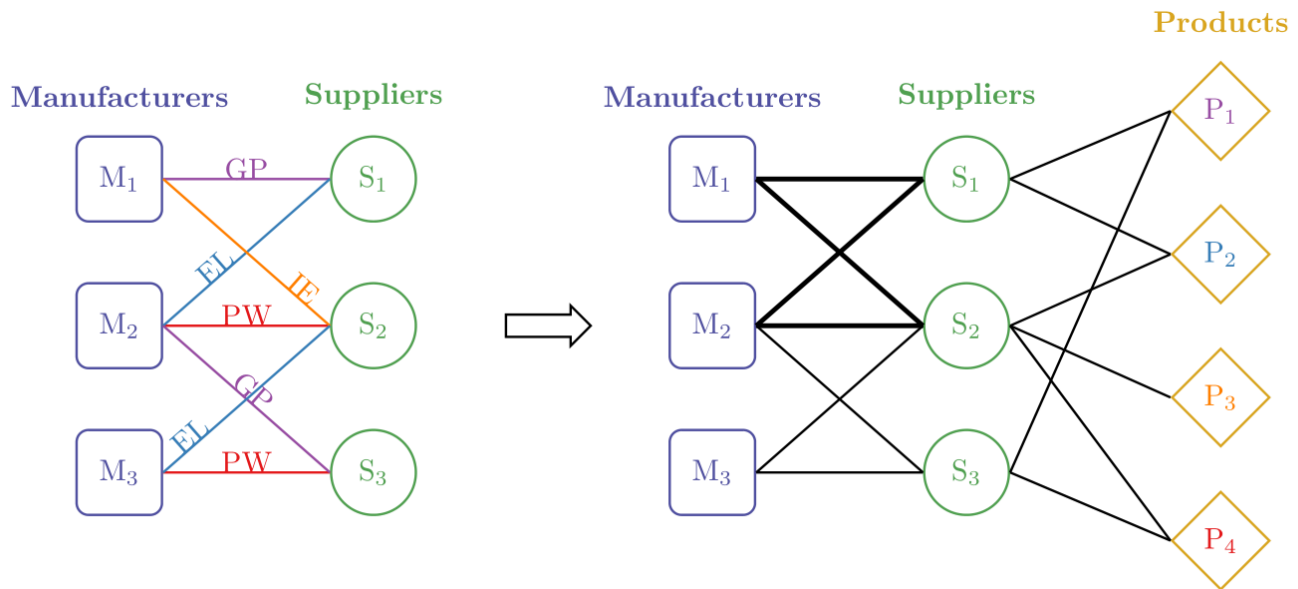 Products
Manufacturers Suppliers Manufacturers Suppliers
P₁
M₁ GP S₁ M₁ S₁
EL IE P₂
M₂ PW S₂ M₂ S₂
GP P₃
EL
M₃ PW S₃ M₃ S₃
P₄